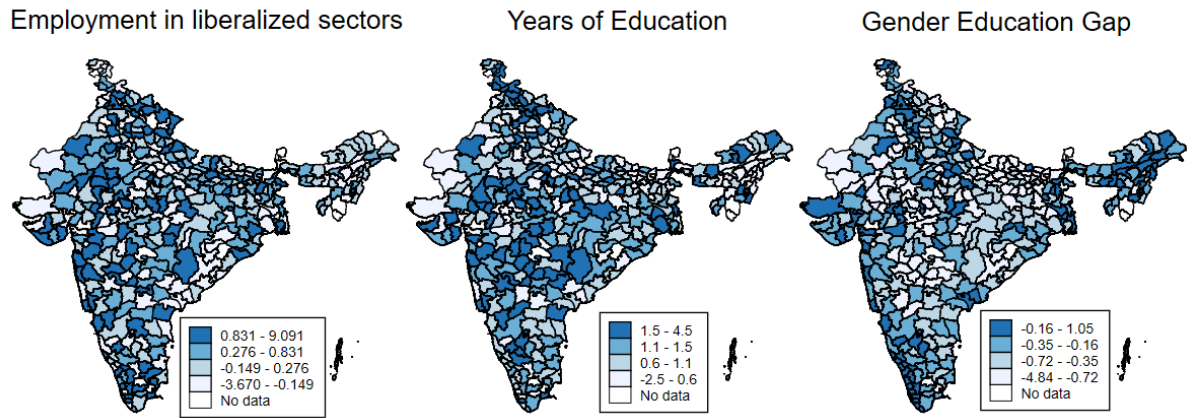 Employment in liberalized sectors
Years of Education
Gender Education Gap
0.831 - 9.091
0.276 - 0.831
-0.149 - 0.276
-3.670 - -0.149
No data
1.5 - 4.5
1.1 - 1.5
0.6 - 1.1
-2.5 - 0.6
No data
-0.16 - 1.05
-0.35 - -0.16
-0.72 - -0.35
-4.84 - -0.72
No data